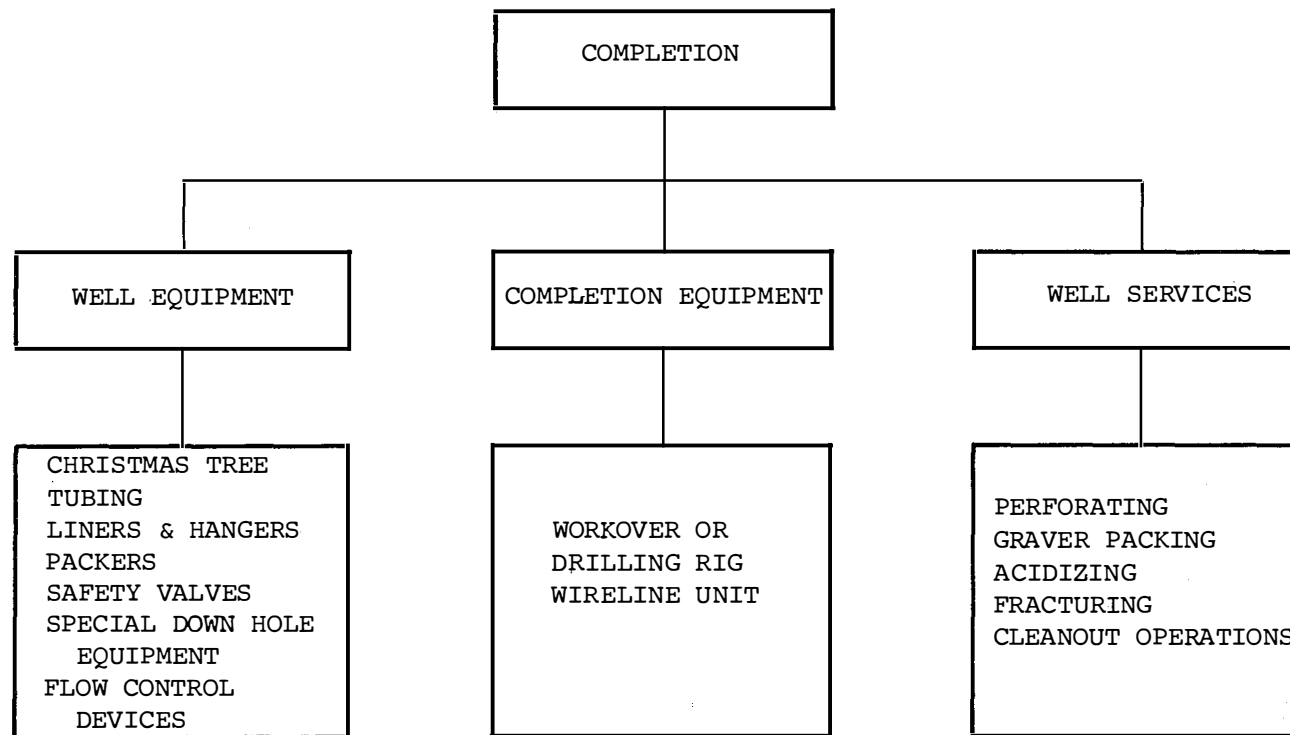 COMPLETION
WELL EQUIPMENT
COMPLETION EQUIPMENT
WELL SERVICES
CHRISTMAS TREE
TUBING
LINERS & HANGERS
PACKERS
SAFETY VALVES
SPECIAL DOWN HOLE
EQUIPMENT
FLOW CONTROL
DEVICES
WORKOVER OR
DRILLING RIG
WIRELINE UNIT
PERFORATING
GRAVER PACKING
ACIDIZING
FRACTURING
CLEANOUT OPERATIONS